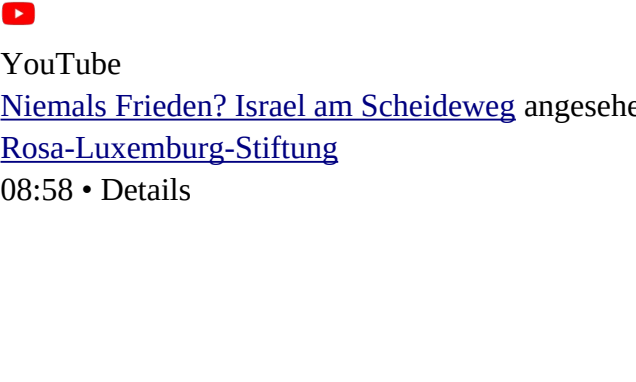 YouTube
Niemals Frieden? Israel am Scheideweg
Rosa-Luxemburg-Stiftung
08:58 • Details